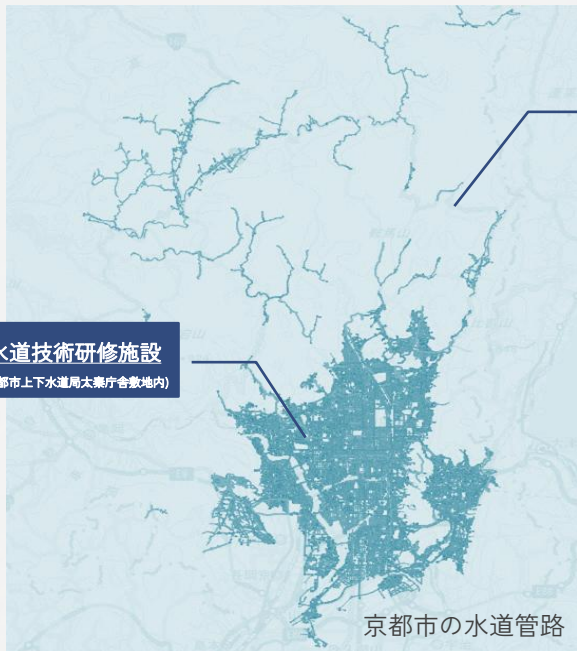 水道技術研修施設
都市上下水道局太秦庁舎敷地内)
京都市の水道管路